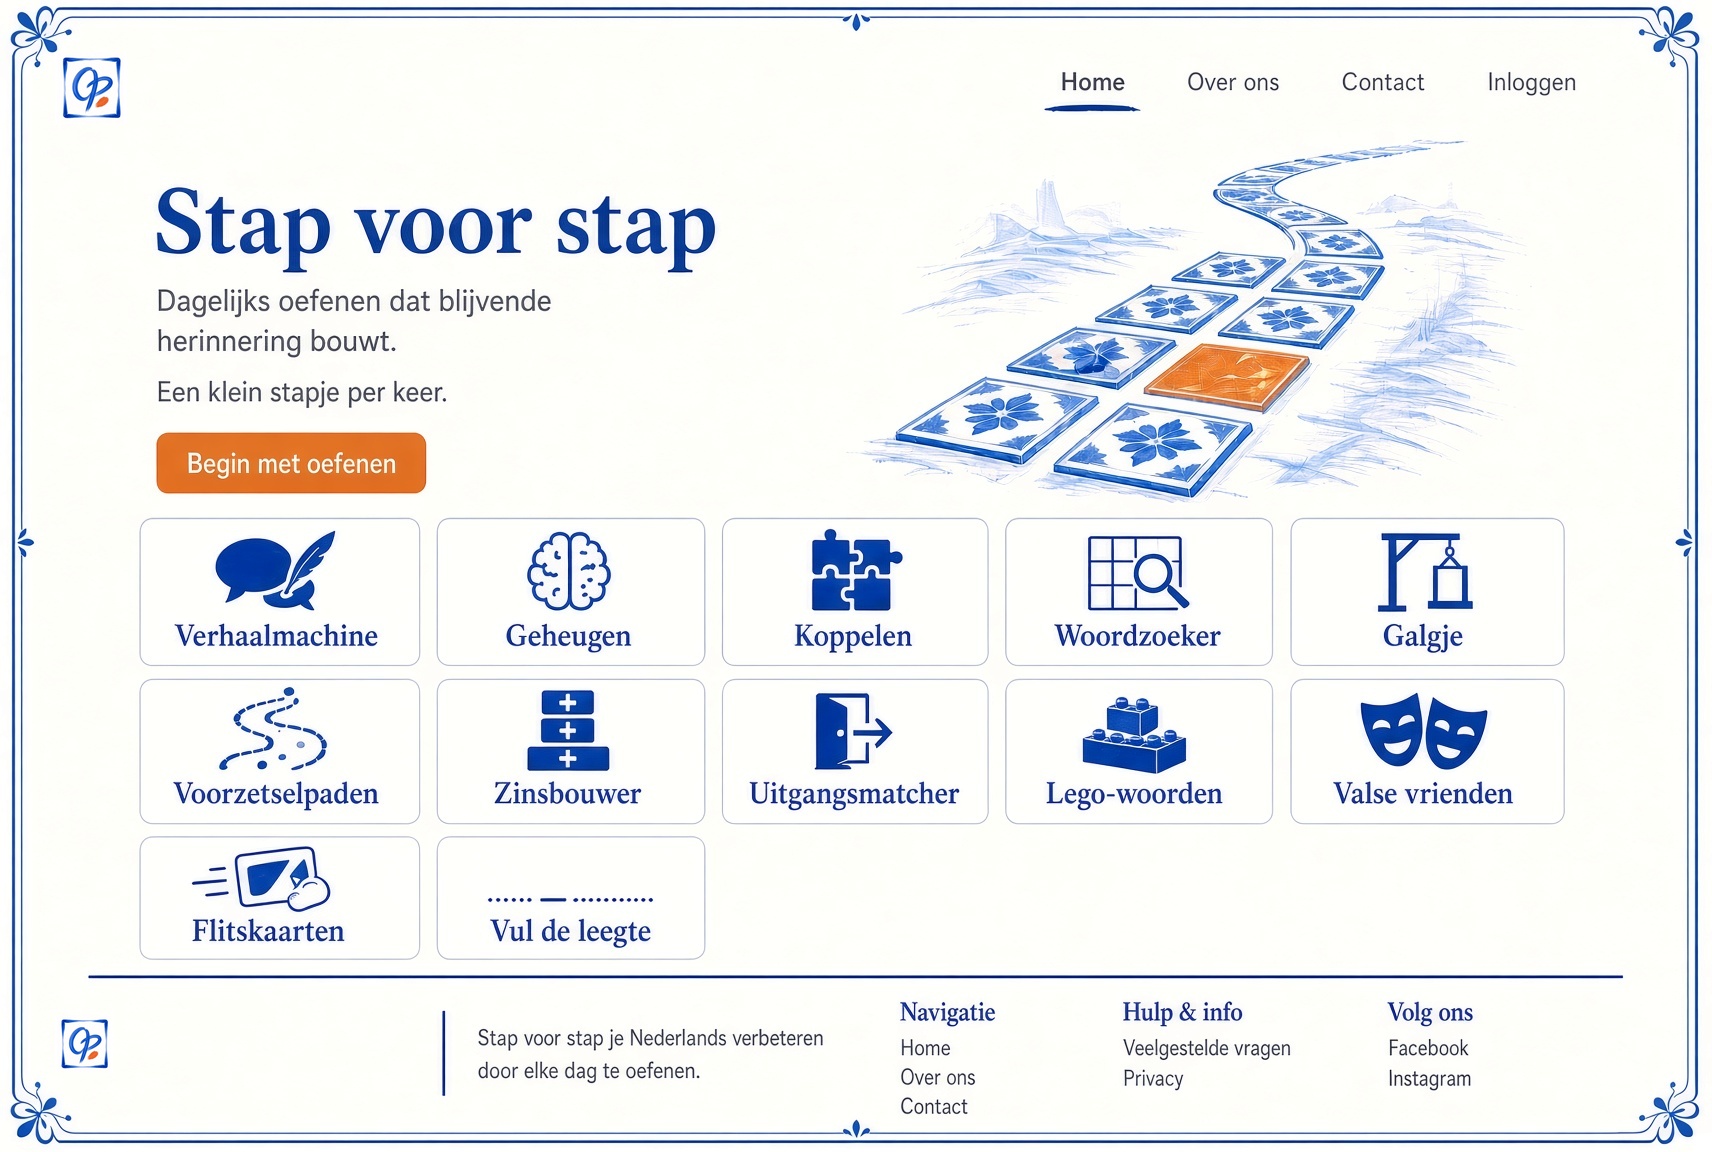 Home
Over ons
Contact
Inloggen
Stap voor stap
Dagelijks oefenen dat blijvende
herinnering bouwt.
Een klein stapje per keer.
Begin met oefenen
Verhaalmachine
Geheugen
Koppelen
Woordzoeker
Galgje
Voorzetselpaden
Zinsbouwer
Uitgangsmatcher
Lego-woorden
Valse vrienden
Flitskaarten
Vul de leegte
Stap voor stap je Nederlands verbeteren
door elke dag te oefenen.
Navigatie
Home
Over ons
Contact
Hulp & info
Veelgestelde vragen
Privacy
Volg ons
Facebook
Instagram